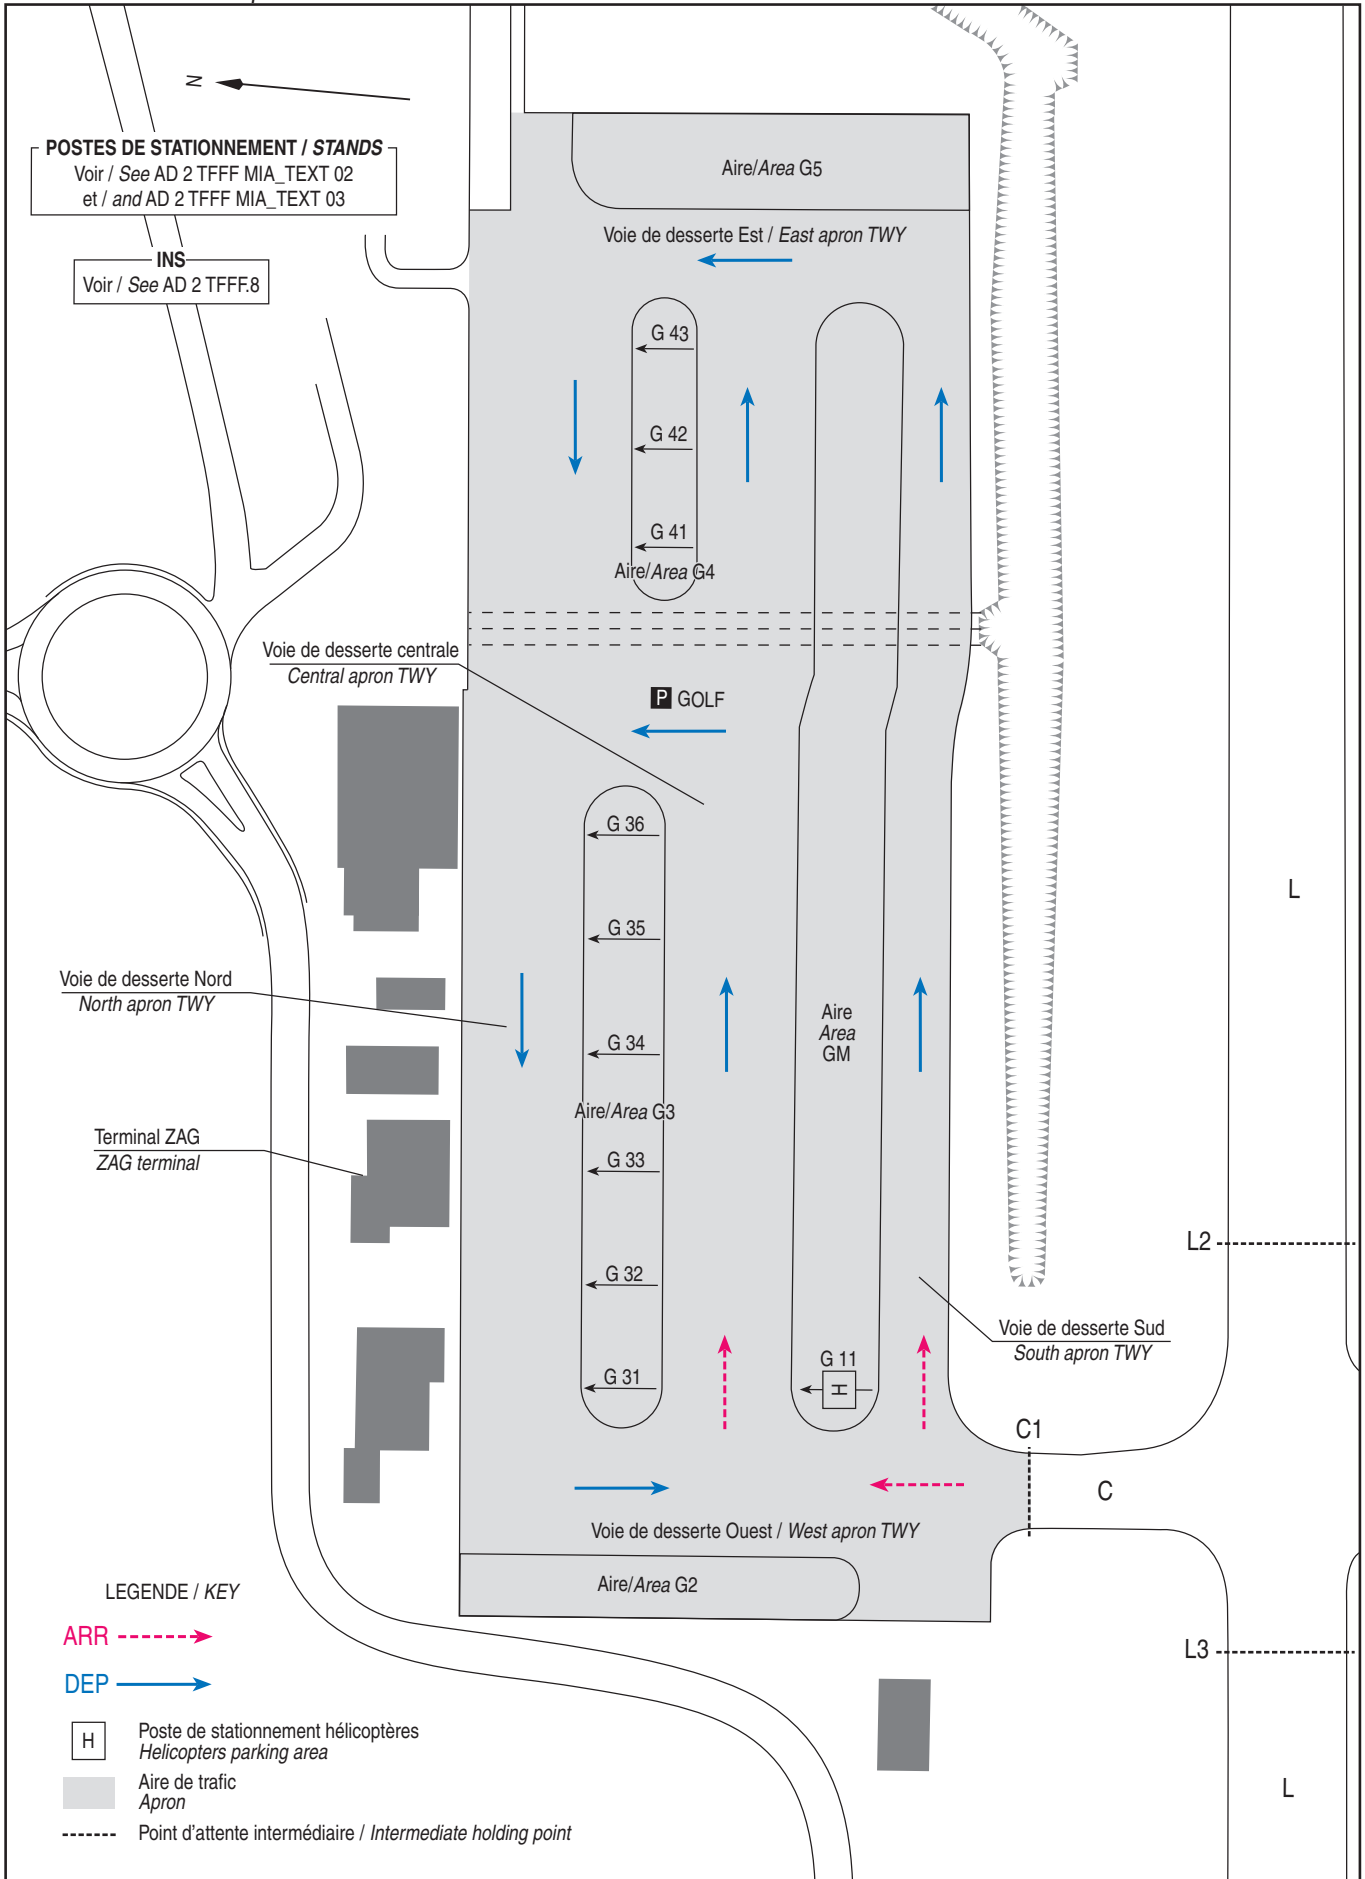 N
POSTES DE STATIONNEMENT / STANDS
Voir / See AD 2 TFFF MIA_TEXT 02
et / and AD 2 TFFF MIA_TEXT 03
INS
Voir / See AD 2 TFFF.8
Aire/Area G5
Voie de desserte Est / East apron TWY
G 43
G 42
G 41
Aire/Area G4
Voie de desserte centrale
Central apron TWY
P GOLF
G 36
G 35
L
Voie de desserte Nord
North apron TWY
G 34
Aire
Area
GM
Aire/Area G3
Terminal ZAG
ZAG terminal
G 33
L2
G 32
Voie de desserte Sud
South apron TWY
G 31
G 11
H
C1
C
Voie de desserte Ouest / West apron TWY
Aire/Area G2
LEGENDE / KEY
ARR
DEP
L3
H
Poste de stationnement hélicoptères
Helicopters parking area
Aire de trafic
Apron
L
Point d'attente intermédiaire / Intermediate holding point